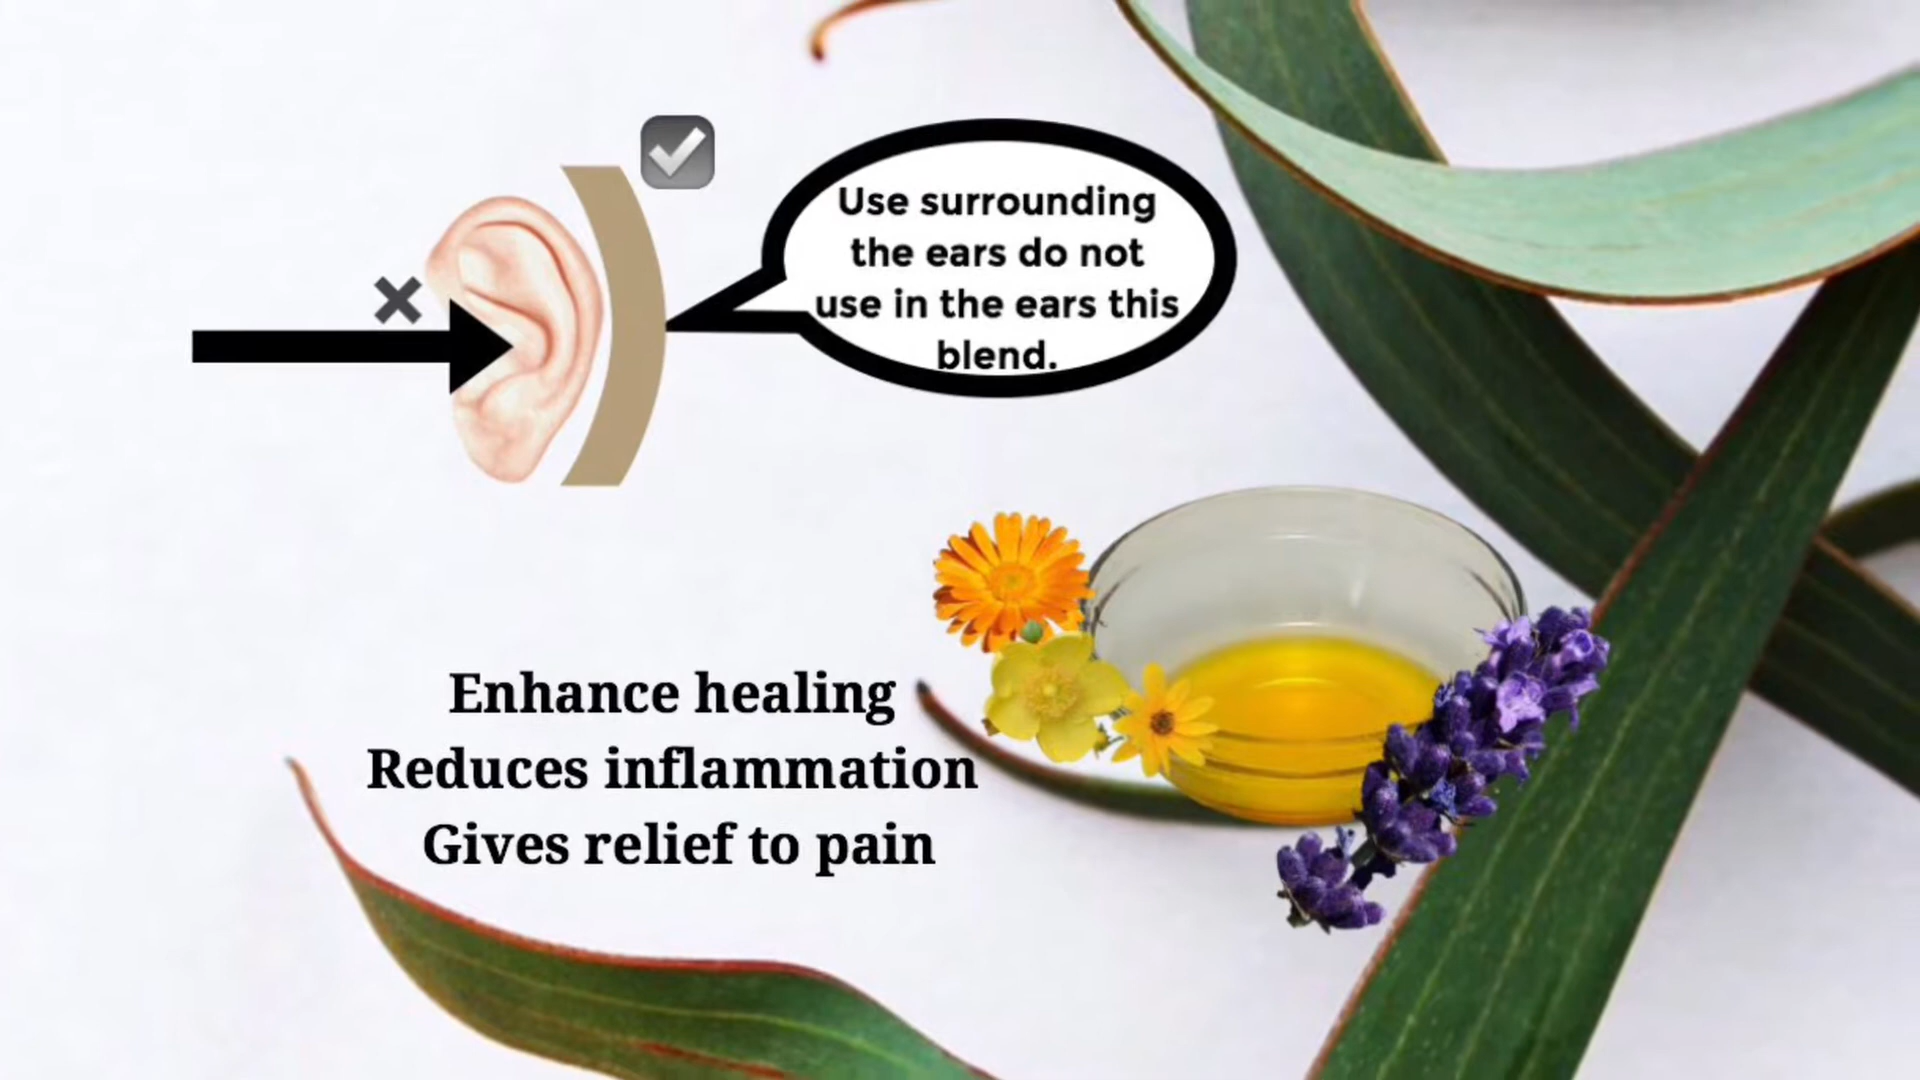 Use surrounding
the ears do not
use in the ears this
blend.
Enhance healing
Reduces inflammation
Gives relief to pain